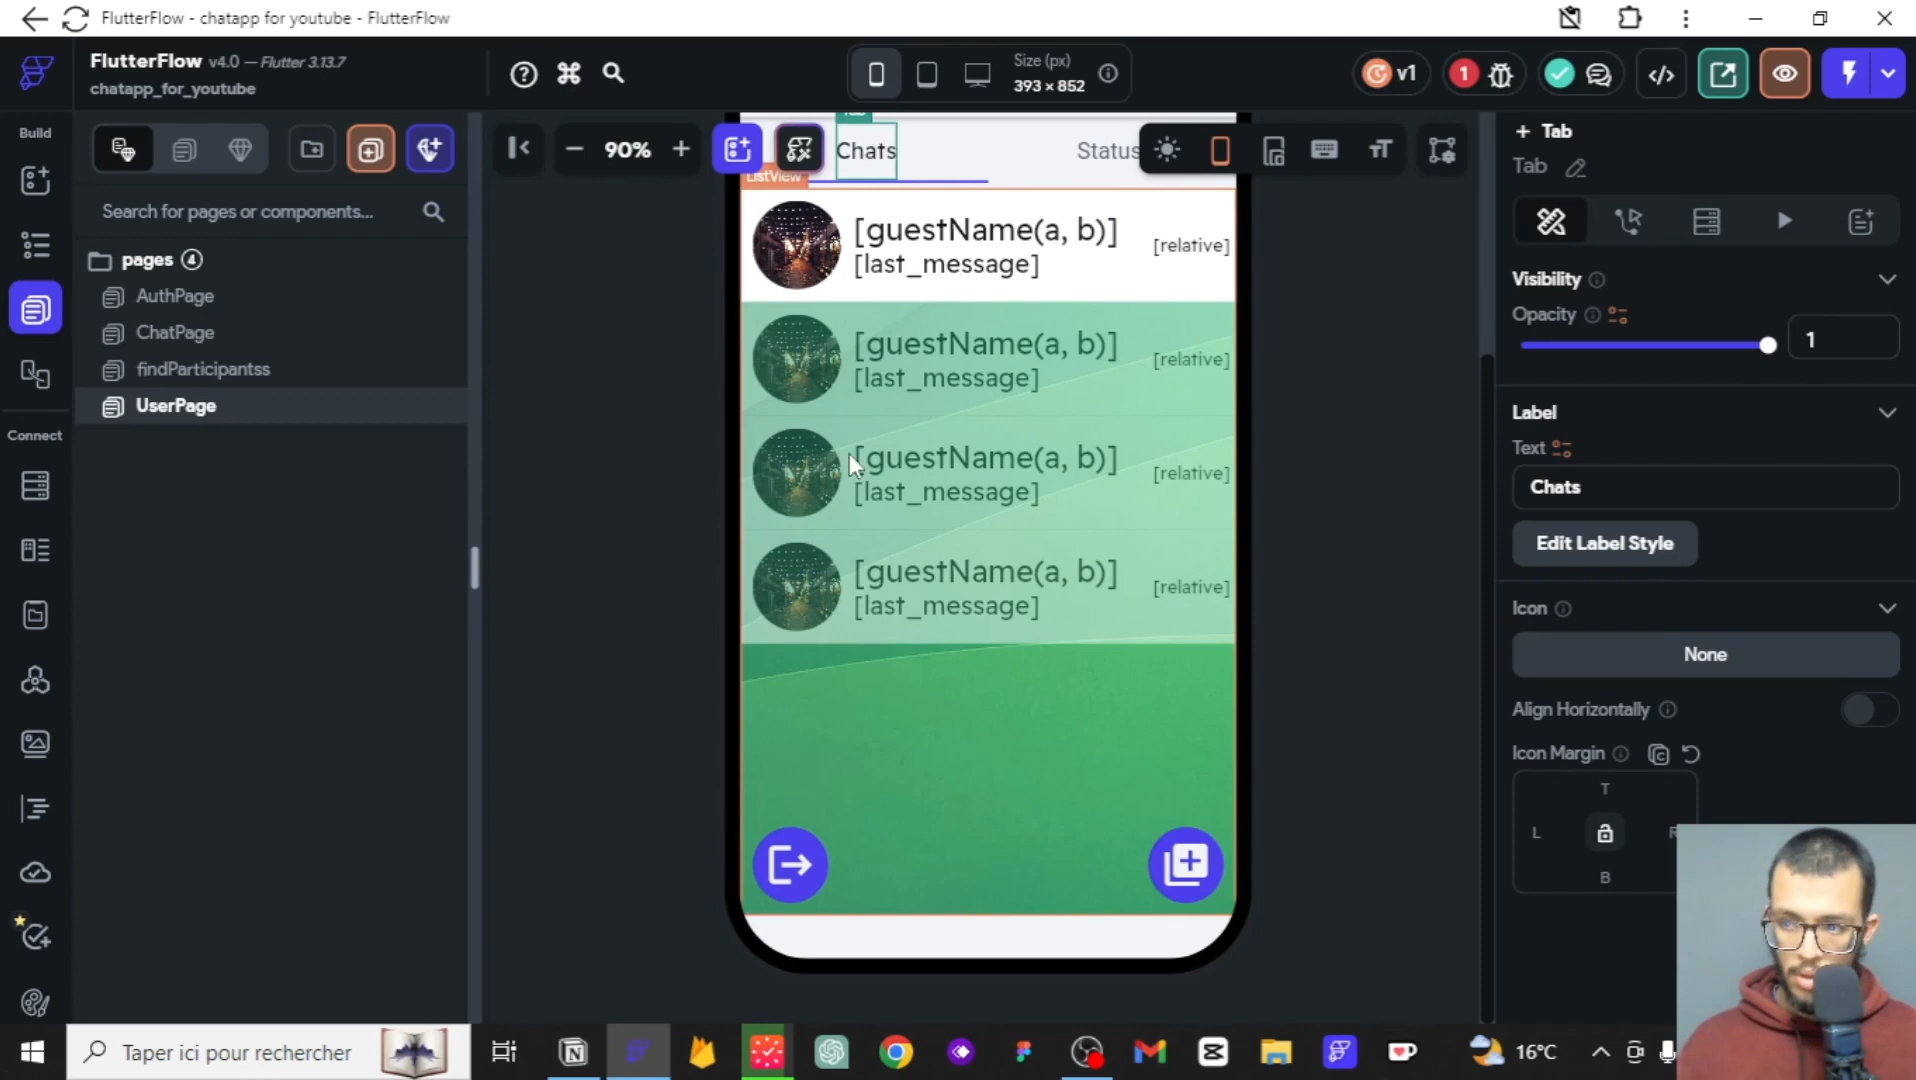 FlutterFlow - chatapp for youtube - FlutterFlow
FlutterFlow v4.0 — Flutter 3.13.7
chatapp_for_youtube
Size (px)
393 × 852
v1
1
Build
Search for pages or components...
pages 4
AuthPage
ChatPage
findParticipantss
UserPage
Connect
90%
Tab
Chats
Status
ListView
[guestName(a, b)]
[last_message]
[relative]
[guestName(a, b)]
[last_message]
[relative]
[guestName(a, b)]
[last_message]
[relative]
[guestName(a, b)]
[last_message]
[relative]
+ Tab
Tab
Visibility
Opacity
1
Label
Text
Chats
Edit Label Style
Icon
None
Align Horizontally
Icon Margin
T
L
R
B
Taper ici pour rechercher
16°C